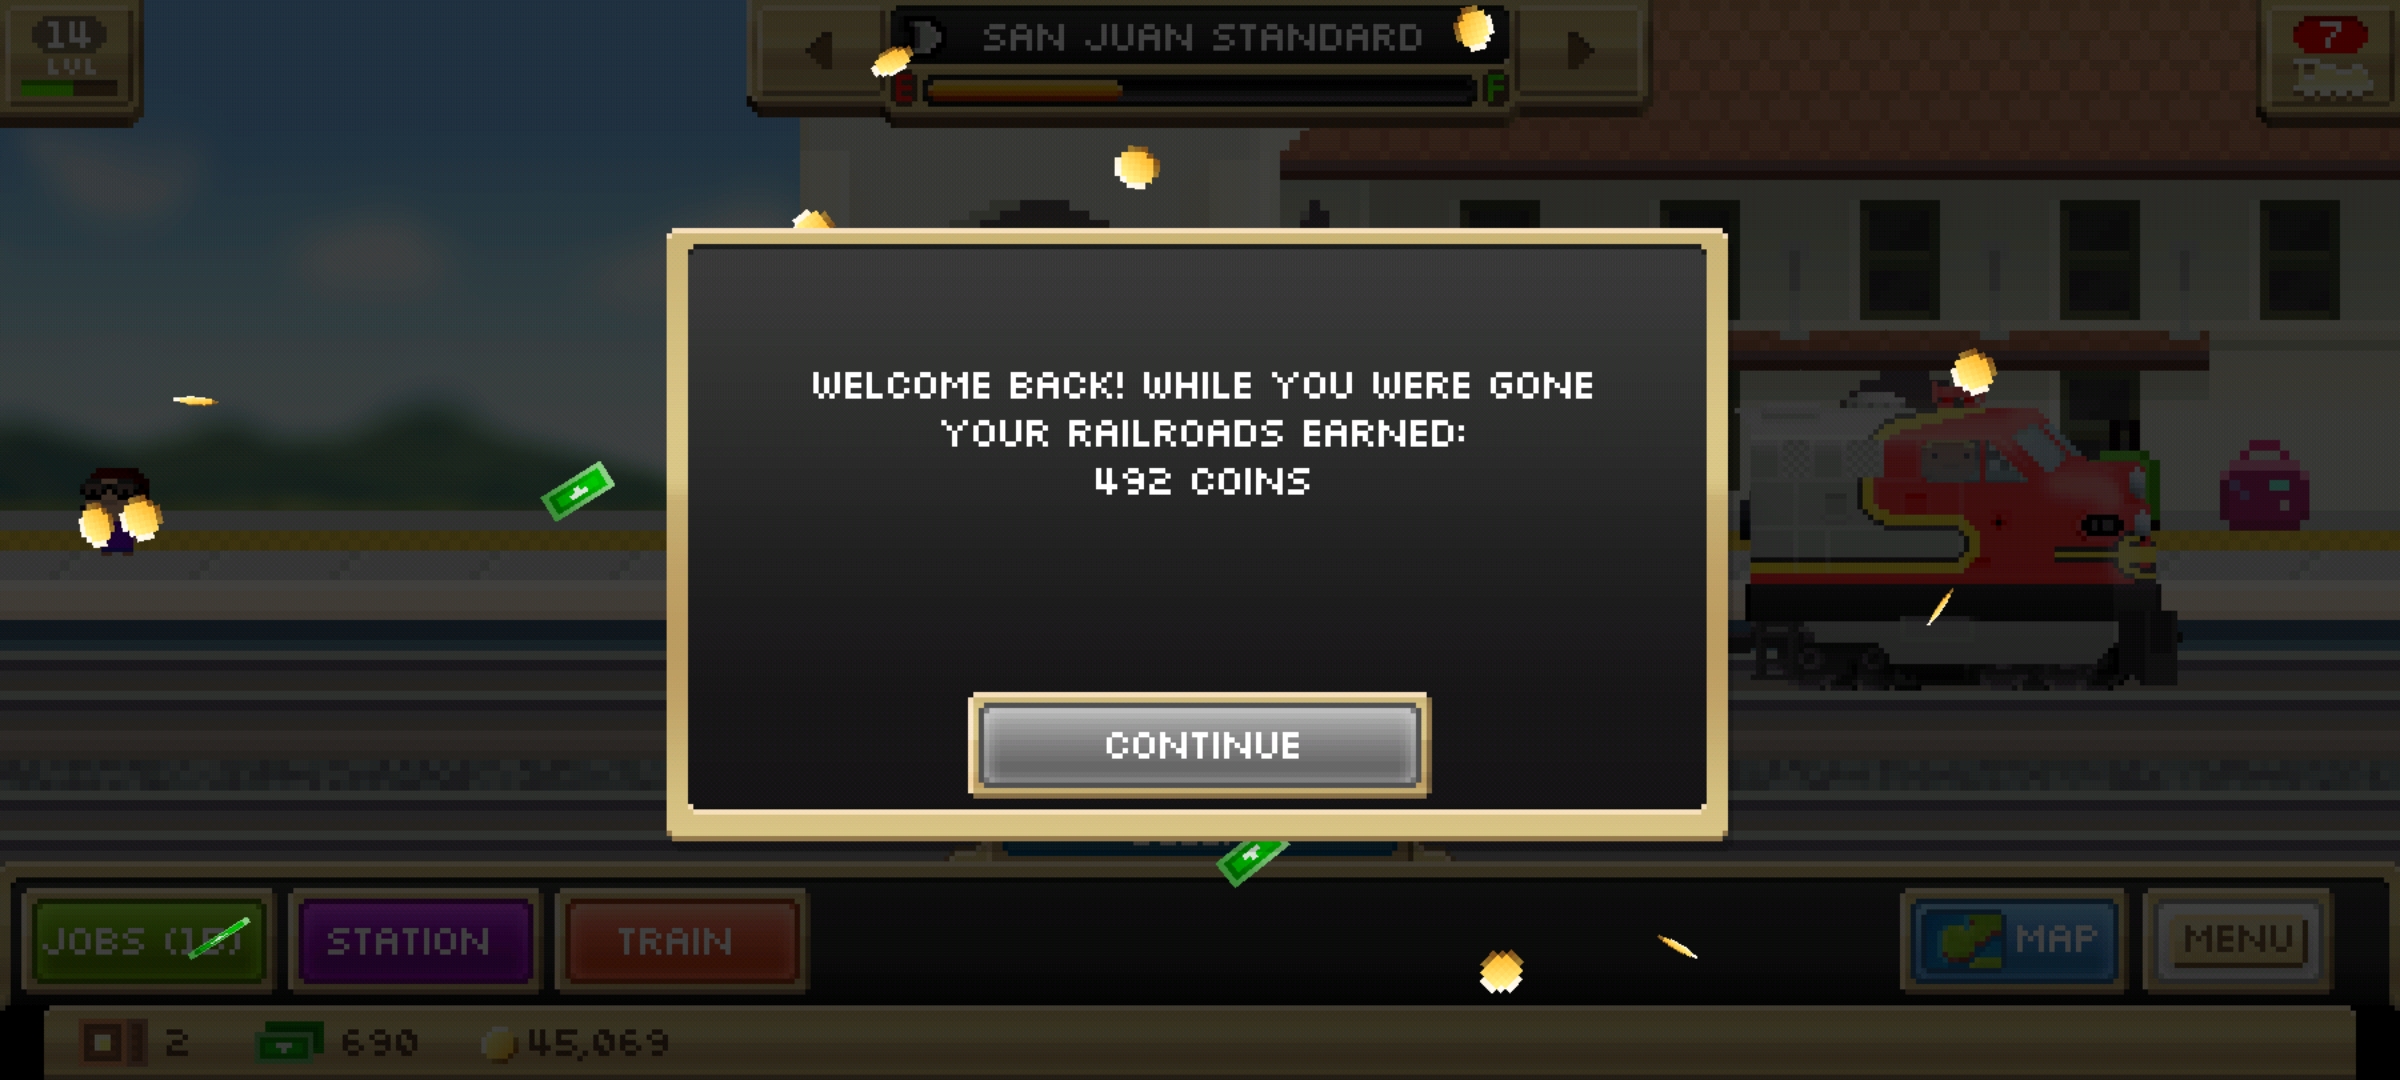 14
LVL
SAN JUAN STANDARD
E
F
7
WELCOME BACK! WHILE YOU WERE GONE
YOUR RAILROADS EARNED:
492 COINS
CONTINUE
JOBS
STATION
TRAIN
MAP
MENU
2
690
45,069